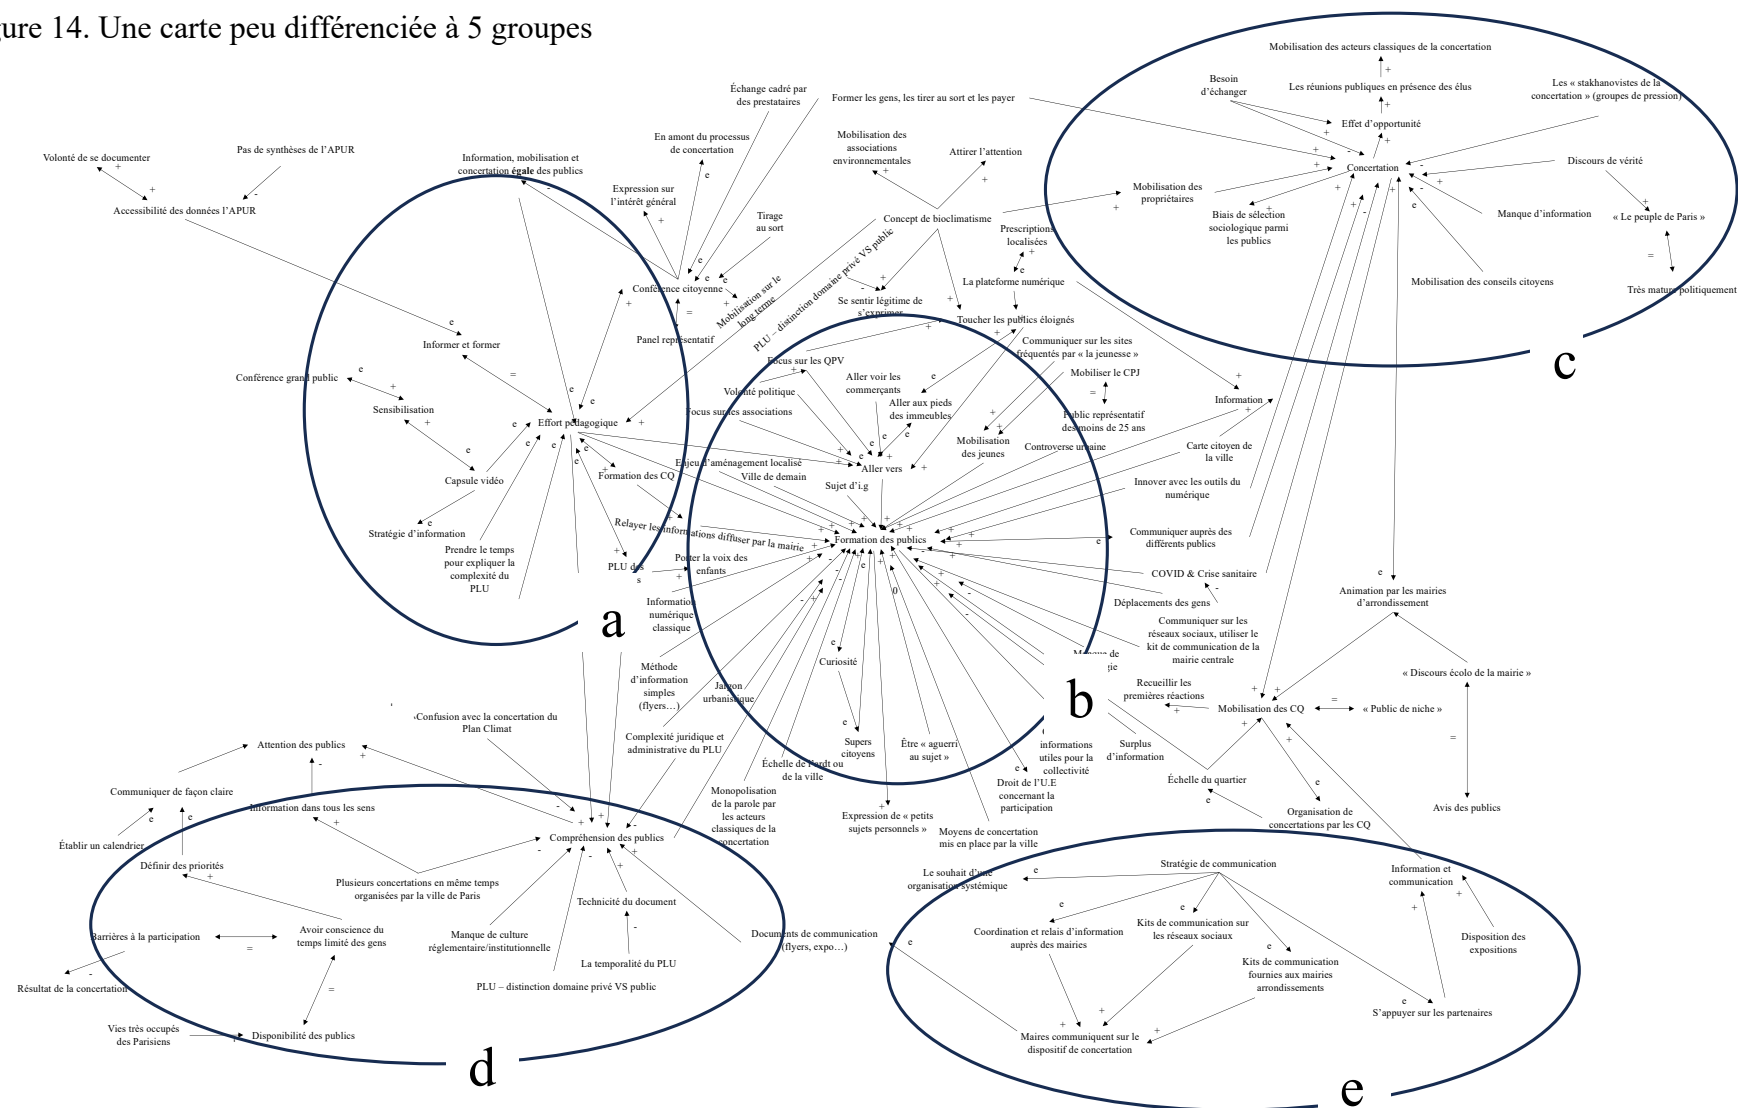 ure 14. Une carte peu différenciée à 5 groupes
Mobilisation des acteurs classiques de la concertation
Besoin
d'échanger
Les réunions publiques en présence des élus
Les « stakhanovistes de la
concertation » (groupes de pression)
Effet d'opportunité
Concertation
Discours de vérité
Mobilisation des
propriétaires
Biais de sélection
sociologique parmi
les publics
Manque d'information
« Le peuple de Paris »
Mobilisation des conseils citoyens
Très mature politiquement
c
Échange cadré par
des prestataires
Former les gens, les tirer au sort et les payer
En amont du processus
de concertation
Mobilisation des
associations
environnementales
Attirer l'attention
Volonté de se documenter
Pas de synthèses de l'APUR
Information, mobilisation et
concertation égale des publics
Expression sur
l'intérêt général
Tirage
au sort
Accessibilité des données l'APUR
Concept de bioclimatisme
Prescriptions
localisées
Conférence citoyenne
Mobilisation sur le
long terme
PLU – distinction domaine privé VS public
La plateforme numérique
Se sentir légitime de
s'exprimer
Panel représentatif
Toucher les publics éloignés
Informer et former
Communiquer sur les sites
fréquentés par « la jeunesse »
Conférence grand public
Focus sur les QPV
Mobiliser le CPJ
Volonté politique
Aller voir les
commerçants
Sensibilisation
Aller aux pieds
des immeubles
Public représentatif
des moins de 25 ans
Information
Effort pédagogique
Focus sur les associations
Mobilisation
des jeunes
Controverse urbaine
Carte citoyen de
la ville
Enjeu d'aménagement localisé
Aller vers
Capsule vidéo
Formation des CQ
Ville de demain
Sujet d'i.g
Innover avec les outils du
numérique
Stratégie d'information
Relayer les informations diffuser par la mairie
Formation des publics
Communiquer auprès des
différents publics
Prendre le temps
pour expliquer la
complexité du
PLU
PLU des
s
Porter la voix des
enfants
COVID & Crise sanitaire
Animation par les mairies
d'arrondissement
a
Information
numérique
classique
0
Déplacements des gens
Communiquer sur les
réseaux sociaux, utiliser le
kit de communication de la
mairie centrale
Curiosité
Méthode
d'information
simples
(flyers…)
Jargon
urbanistique
de
gie
b
Recueillir les
premières réactions
« Discours écolo de la mairie »
Mobilisation des CQ
« Public de niche »
Confusion avec la concertation du
Plan Climat
Attention des publics
Complexité juridique et
administrative du PLU
Supers
citoyens
Être « aguerri
au sujet »
informations
utiles pour la
collectivité
Surplus
d'information
Échelle de l'ardt ou
de la ville
Droit de l'U.E
concernant la
participation
Échelle du quartier
Communiquer de façon claire
Information dans tous les sens
Monopolisation
de la parole par
les acteurs
classiques de la
concertation
Expression de « petits
sujets personnels »
Moyens de concertation
mis en place par la ville
Organisation de
concertations par les CQ
Avis des publics
Établir un calendrier
Compréhension des publics
Définir des priorités
Plusieurs concertations en même temps
organisées par la ville de Paris
Technicité du document
Barrières à la participation
Avoir conscience du
temps limité des gens
Manque de culture
réglementaire/institutionnelle
La temporalité du PLU
Documents de communication
(flyers, expo…)
Résultat de la concertation
PLU – distinction domaine privé VS public
Vies très occupés
des Parisiens
Disponibilité des publics
d
Le souhait d'une
organisation systémique
Stratégie de communication
Information et
communication
Coordination et relais d'information
auprès des mairies
Kits de communication sur
les réseaux sociaux
Disposition des
expositions
Kits de communication
fournies aux mairies
arrondissements
S'appuyer sur les partenaires
Maires communiquent sur le
dispositif de concertation
e